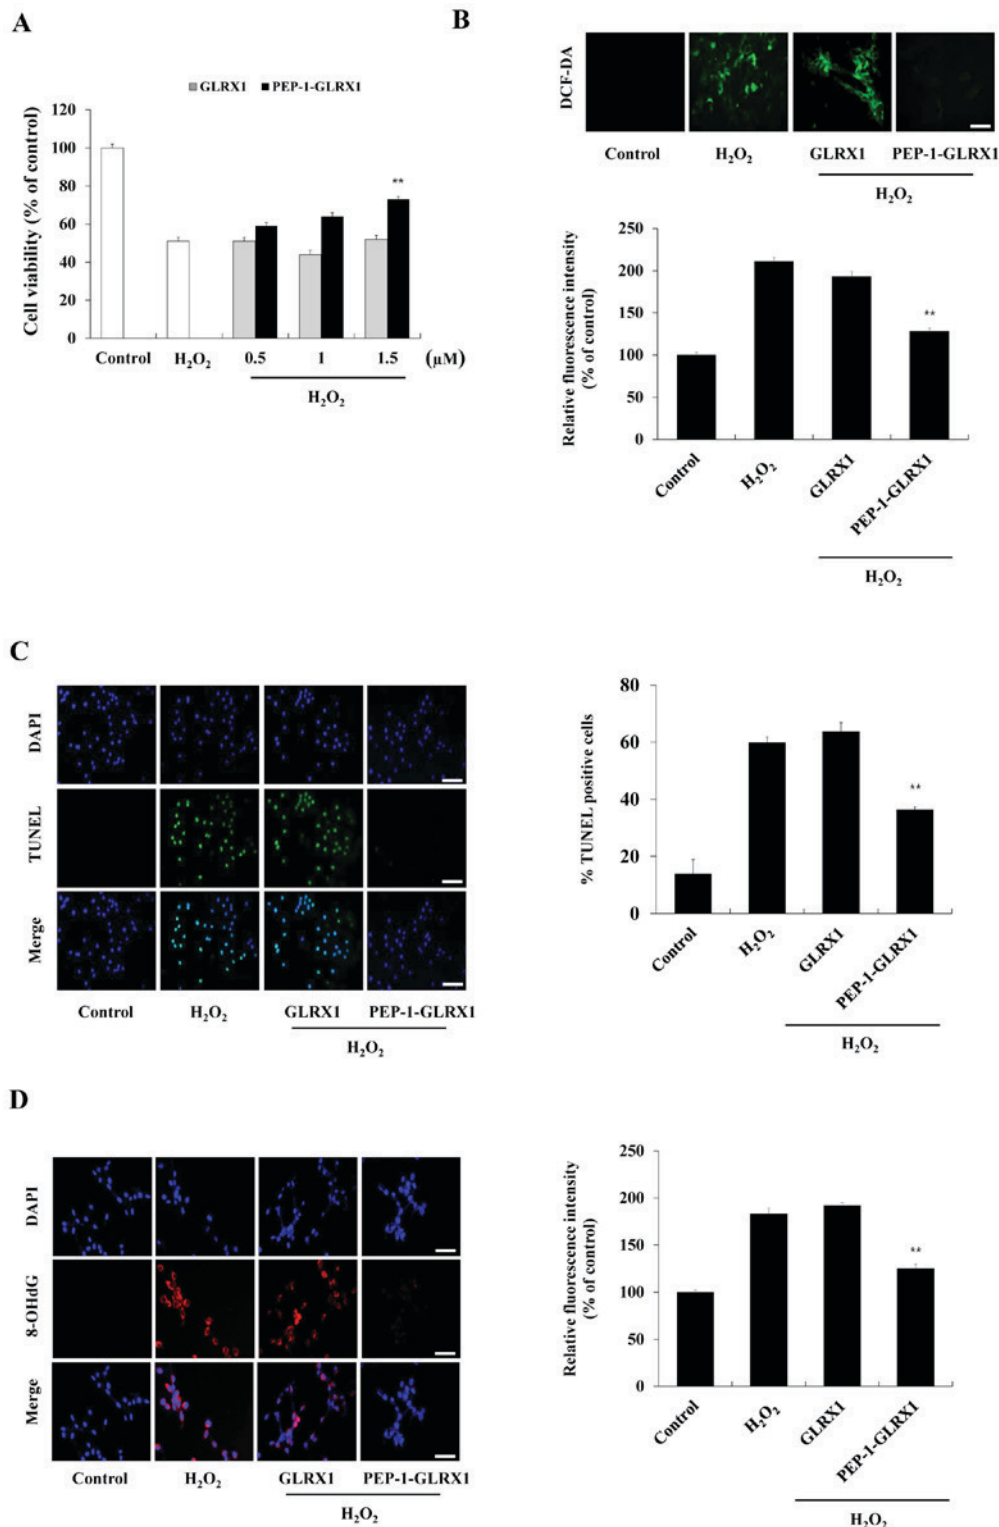 A
GLRX1 PEP-1-GLRX1
Cell viability (% of control)
120
100
80
60
40
20
0
**
Control H₂O₂ 0.5 1 1.5 (µM)
H₂O₂
B
DCF-DA
Control H₂O₂ GLRX1 PEP-1-GLRX1
H₂O₂
Relative fluorescence intensity
(% of control)
250
200
150
100
50
0
**
Control H₂O₂ GLRX1 PEP-1-GLRX1
H₂O₂
C
DAPI
TUNEL
Merge
Control H₂O₂ GLRX1 PEP-1-GLRX1
H₂O₂
% TUNEL positive cells
80
60
40
20
0
**
Control H₂O₂ GLRX1 PEP-1-GLRX1
H₂O₂
D
DAPI
8-OHdG
Merge
Control H₂O₂ GLRX1 PEP-1-GLRX1
H₂O₂
Relative fluorescence intensity
(% of control)
250
200
150
100
50
0
**
Control H₂O₂ GLRX1 PEP-1-GLRX1
H₂O₂